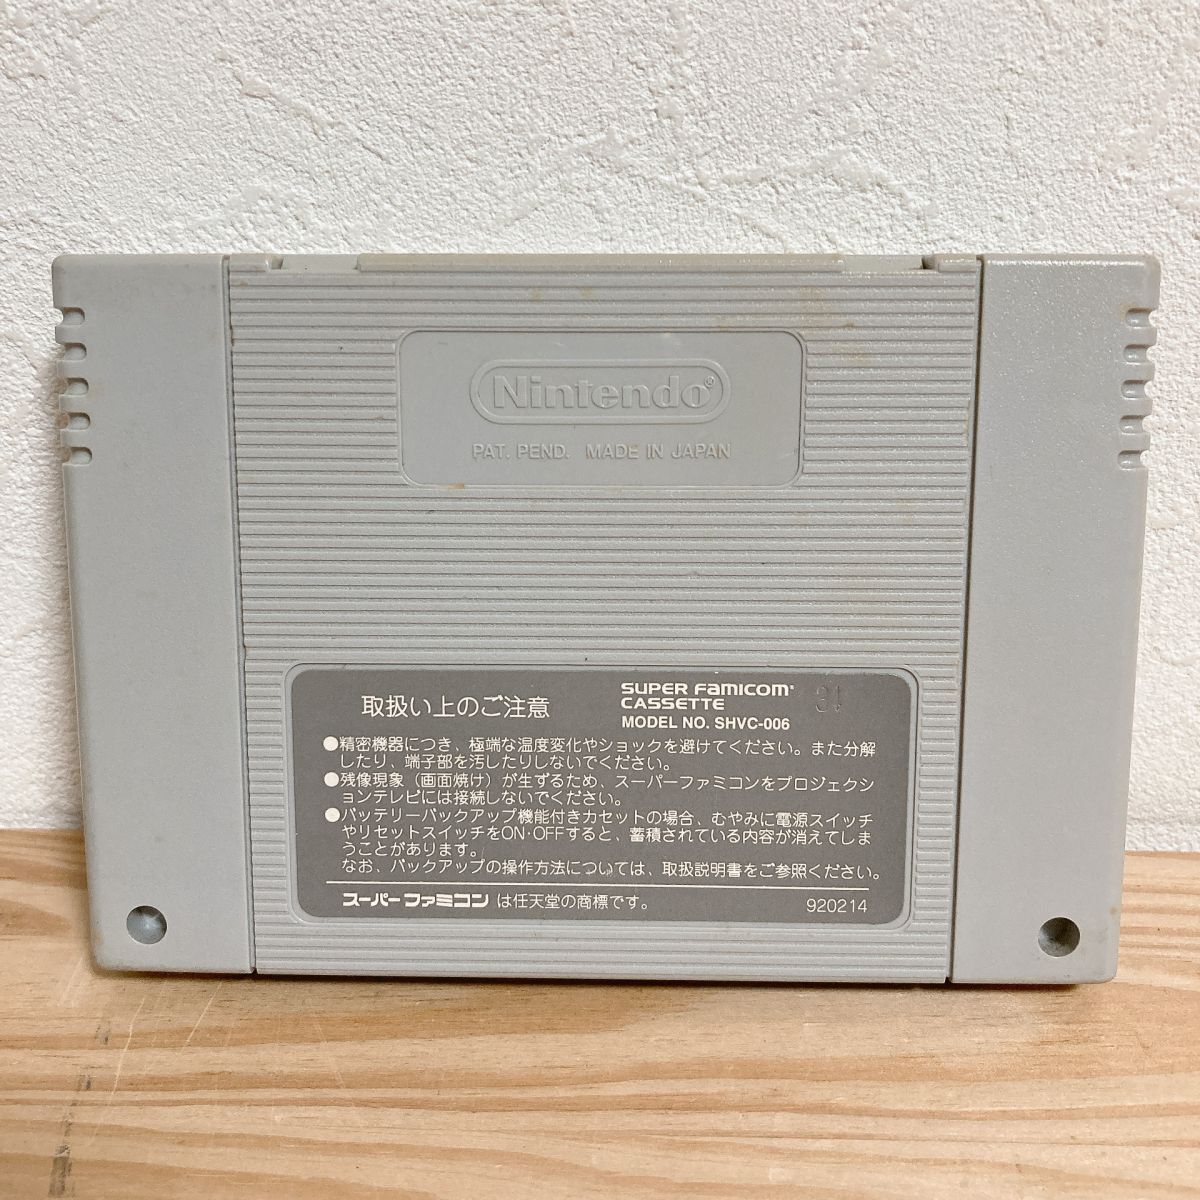 Nintendo®
PAT. PEND. MADE IN JAPAN
取扱い上のご注意
SUPER FAMICOM
CASSETTE
MODEL NO. SHVC-006
●精密機器につき、極端な温度変化やショックを避けてください。また分解
したり、端子部を汚したりしないでください。
●残像現象（画面焼け）が生ずるため、スーパーファミコンをプロジェクシ
ョンテレビには接続しないでください。
●バッテリーバックアップ機能付きカセットの場合、むやみに電源スイッチ
やリセットスイッチをON・OFFすると、蓄積されている内容が消えてしま
うことがあります。
なお、バックアップの操作方法については、取扱説明書をご参照ください。
スーパーファミコン は任天堂の商標です。
920214